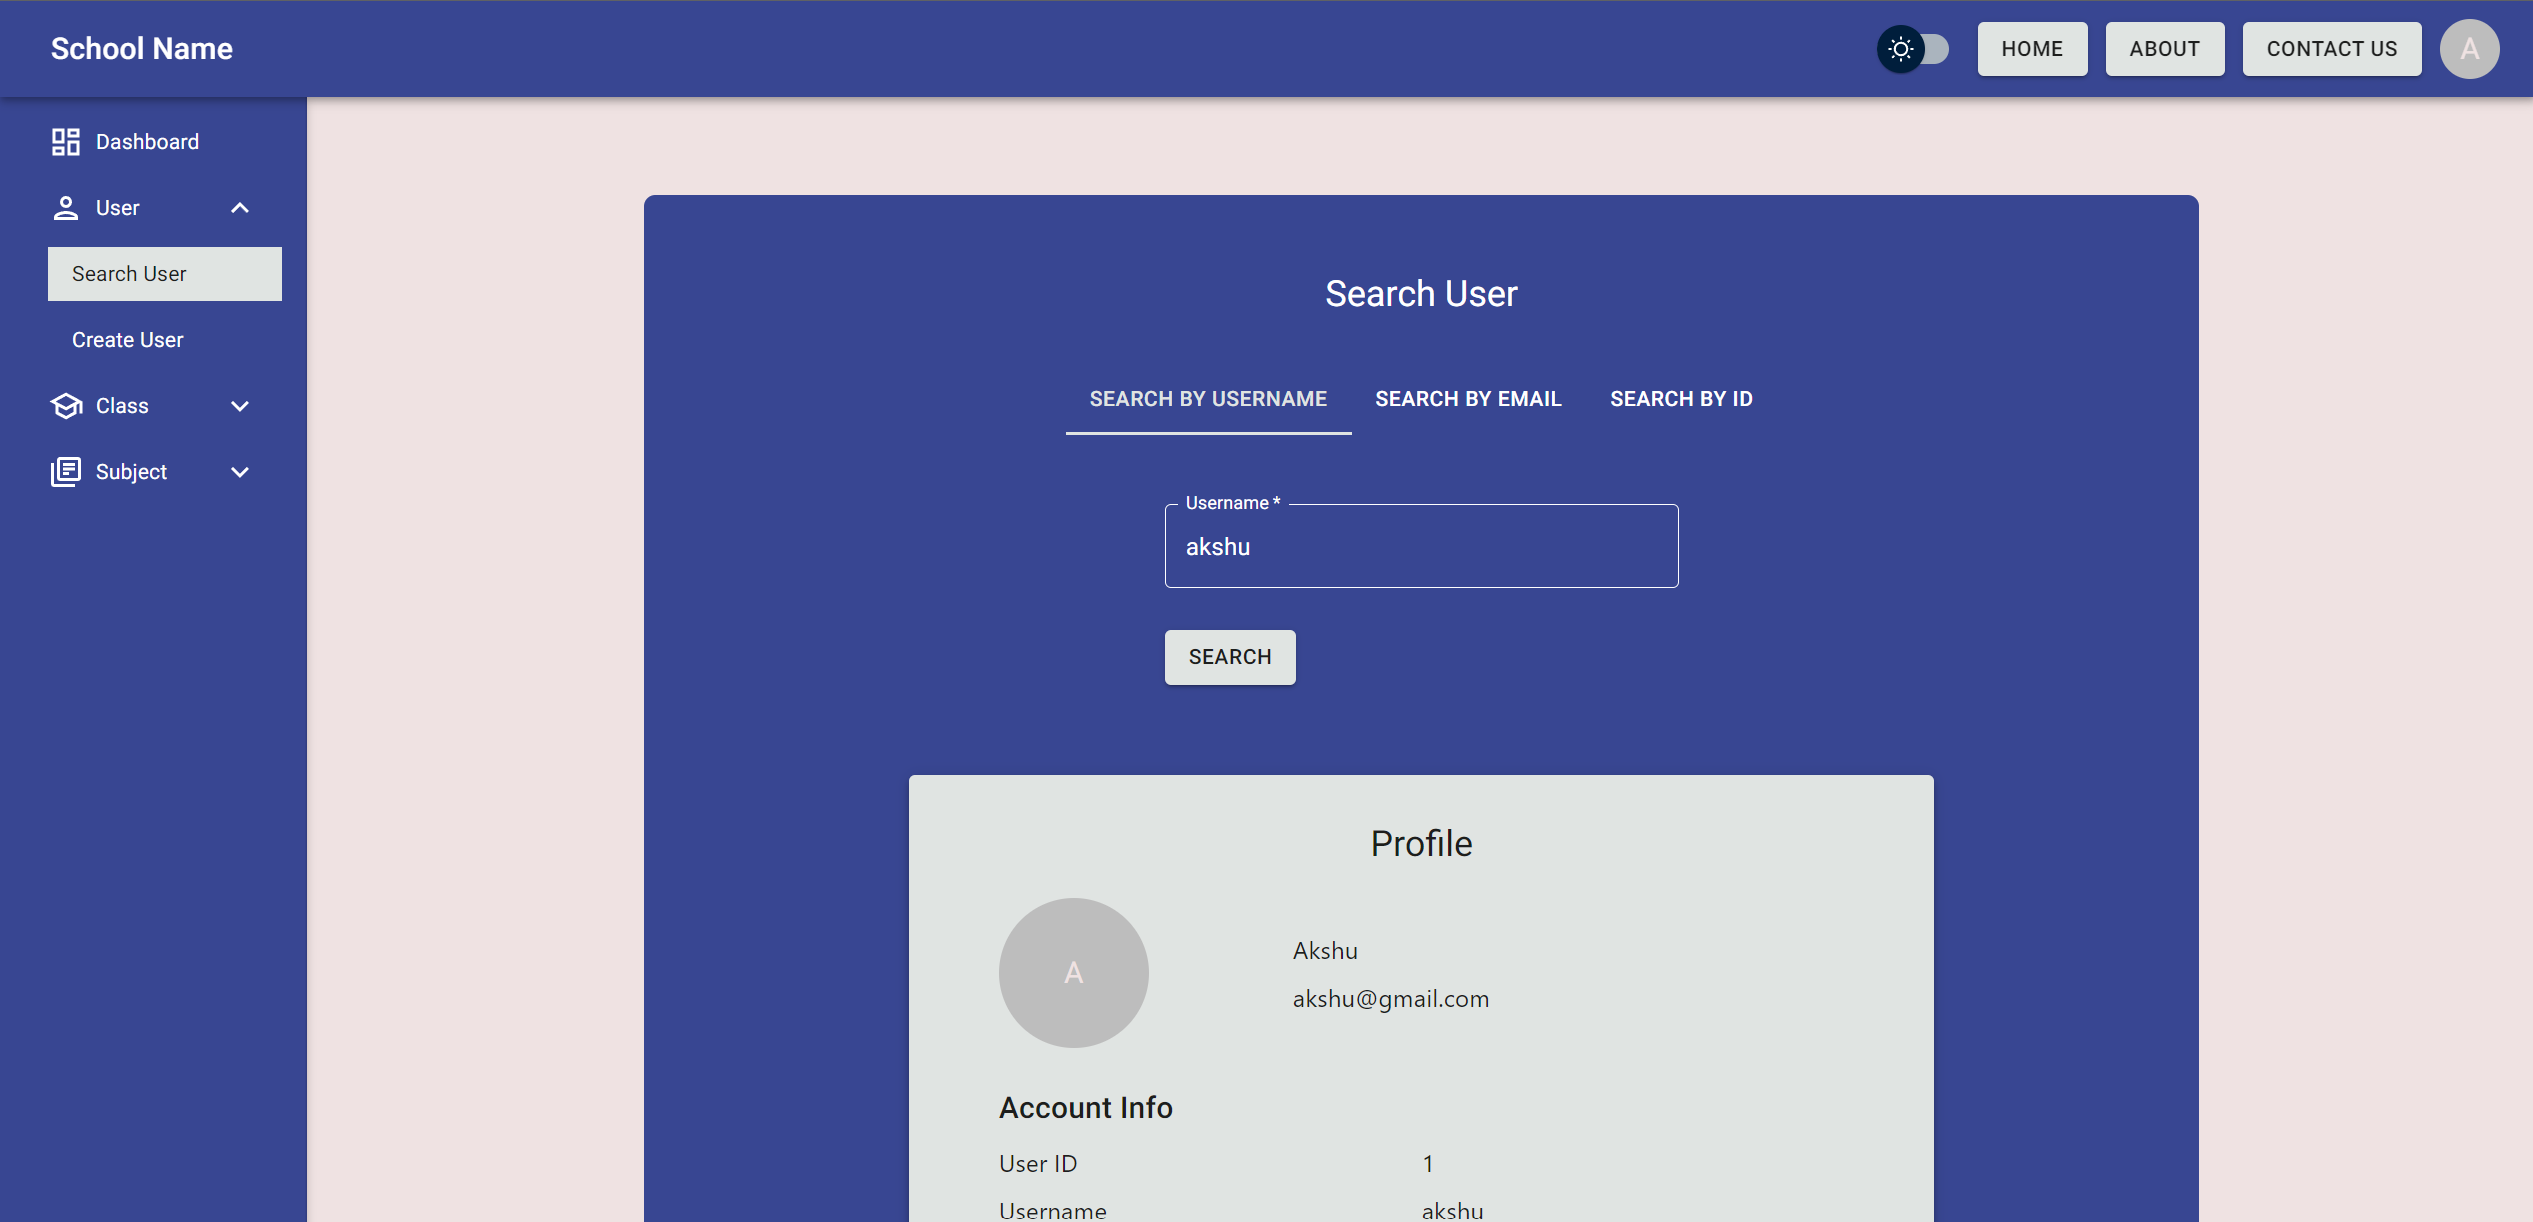 School Name
HOME
ABOUT
CONTACT US
A
Dashboard
User
Search User
Create User
Class
Subject
Search User
SEARCH BY USERNAME
SEARCH BY EMAIL
SEARCH BY ID
Username *
akshu
SEARCH
Profile
A
Akshu
akshu@gmail.com
Account Info
User ID 1
Username akshu